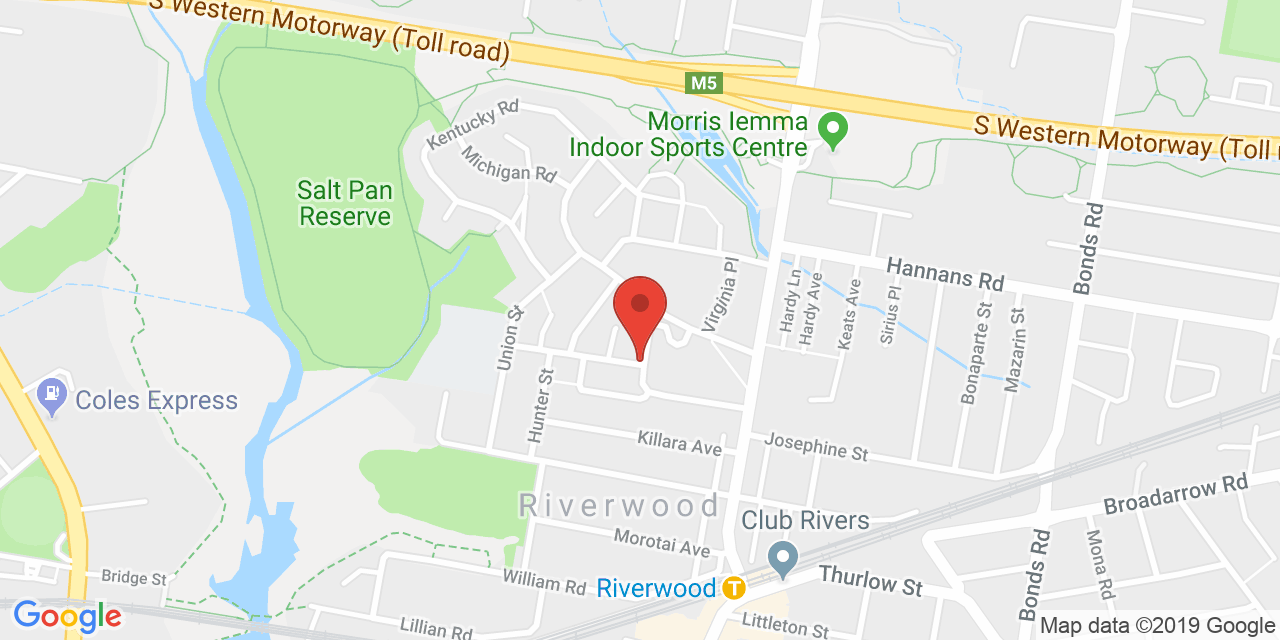 S Western Motorway (Toll road)
M5
Morris Iemma
Indoor Sports Centre
S Western Motorway (Toll r
Kentucky Rd
Michigan Rd
Salt Pan
Reserve
Bonds Rd
Hannans Rd
Virginia Pl
Hardy Ln
Hardy Ave
Keats Ave
Sirius Pl
Bonaparte St
Mazarin St
Union St
Hunter St
Coles Express
Killara Ave
Josephine St
Riverwood
Club Rivers
Broadarrow Rd
Morotai Ave
Mona Rd
Bonds Rd
Bridge St
William Rd
Riverwood
T
Thurlow St
Google
Lillian Rd
Littleton St
Map data ©2019 Google